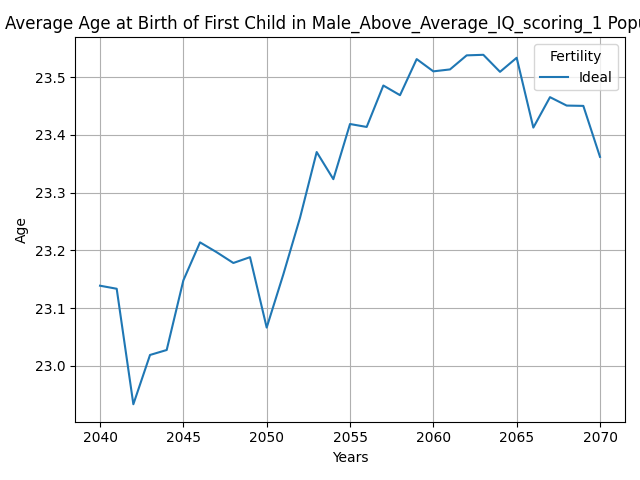 Average Age at Birth of First Child in Male_Above_Average_IQ_scoring_1
Fertility
Ideal
23.5
23.4
23.3
23.2
23.1
23.0
Age
2040 2045 2050 2055 2060 2065 2070
Years